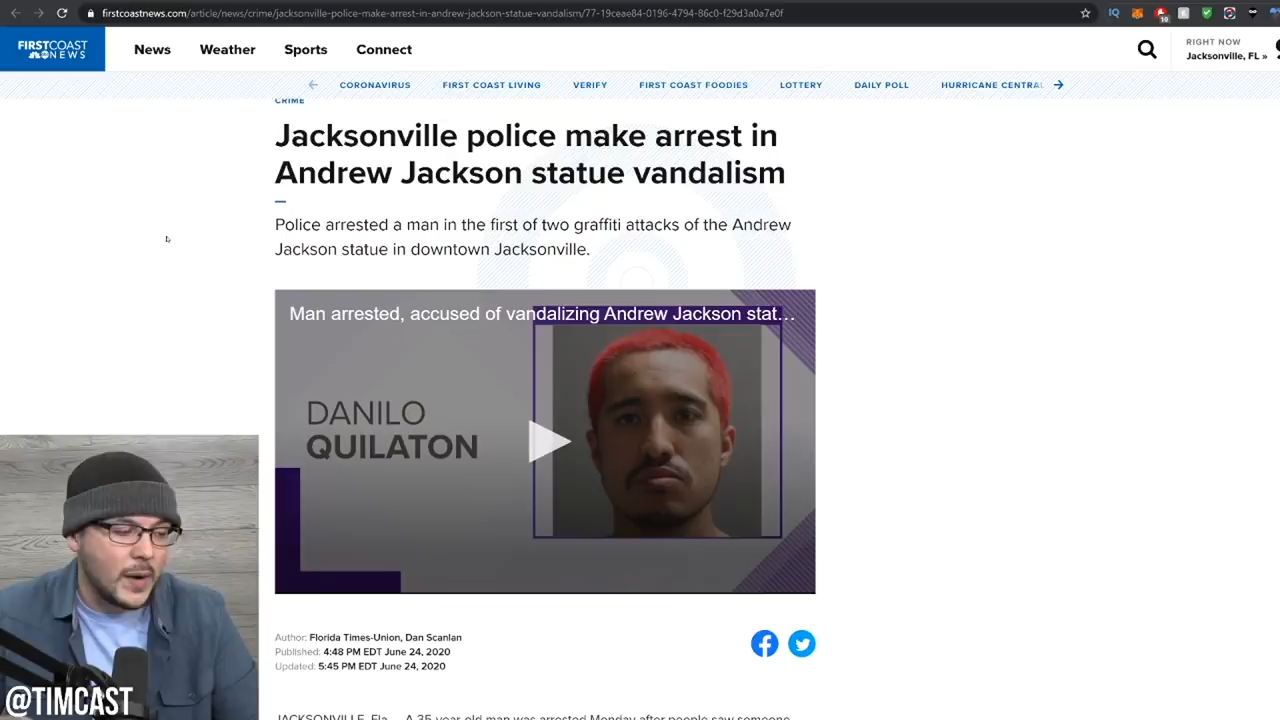 firstcoastnews.com/article/news/crime/jacksonville-police-make-arrest-in-andrew-jackson-statue-vandalism/77-19ceae84-0196-4794-86c0-f29d3a0a7e0f
FIRSTCOAST
NEWS
News
Weather
Sports
Connect
RIGHT NOW
Jacksonville, FL »
CORONAVIRUS
FIRST COAST LIVING
VERIFY
FIRST COAST FOODIES
LOTTERY
DAILY POLL
HURRICANE CENTRAL
CRIME
Jacksonville police make arrest in
Andrew Jackson statue vandalism
Police arrested a man in the first of two graffiti attacks of the Andrew
Jackson statue in downtown Jacksonville.
Man arrested, accused of vandalizing Andrew Jackson stat...
DANILO
QUILATON
Author: Florida Times-Union, Dan Scanlan
Published: 4:48 PM EDT June 24, 2020
Updated: 5:45 PM EDT June 24, 2020
JACKSONVILLE, Fla. — A 35-year-old man was arrested Monday after people saw someone
@TIMCAST